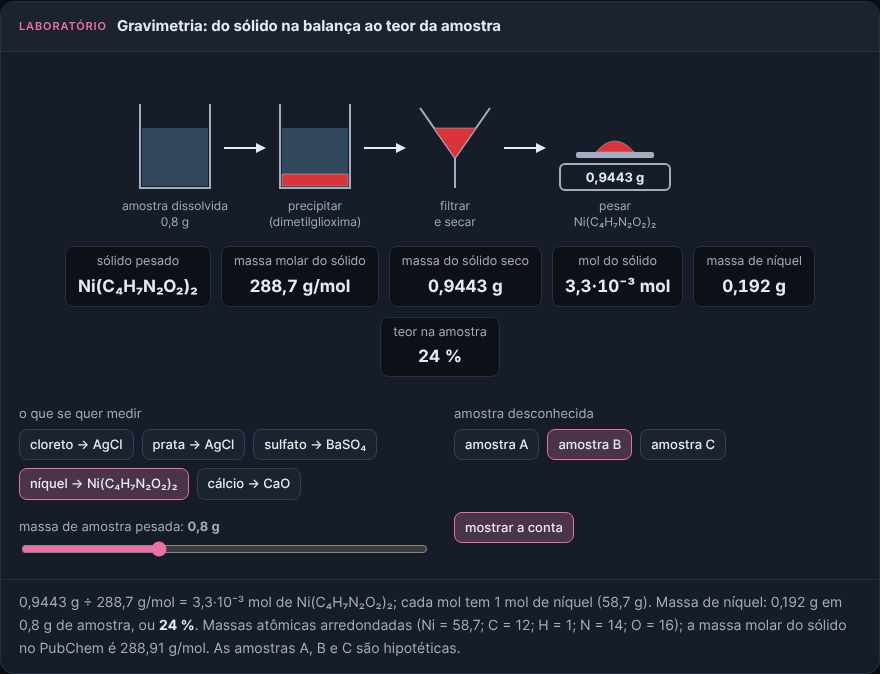 LABORATÓRIO Gravimetria: do sólido na balança ao teor da amostra
0,9443 g
amostra dissolvida
0,8 g
precipitar
(dimetilglioxima)
filtrar
e secar
pesar
Ni(C₄H₇N₂O₂)₂
sólido pesado
Ni(C₄H₇N₂O₂)₂
massa molar do sólido
288,7 g/mol
massa do sólido seco
0,9443 g
mol do sólido
3,3·10⁻³ mol
massa de níquel
0,192 g
teor na amostra
24 %
o que se quer medir
cloreto → AgCl
prata → AgCl
sulfato → BaSO₄
níquel → Ni(C₄H₇N₂O₂)₂
cálcio → CaO
amostra desconhecida
amostra A
amostra B
amostra C
massa de amostra pesada: 0,8 g
mostrar a conta
0,9443 g ÷ 288,7 g/mol = 3,3·10⁻³ mol de Ni(C₄H₇N₂O₂)₂; cada mol tem 1 mol de níquel (58,7 g). Massa de níquel: 0,192 g em
0,8 g de amostra, ou 24 %. Massas atômicas arredondadas (Ni = 58,7; C = 12; H = 1; N = 14; O = 16); a massa molar do sólido
no PubChem é 288,91 g/mol. As amostras A, B e C são hipotéticas.